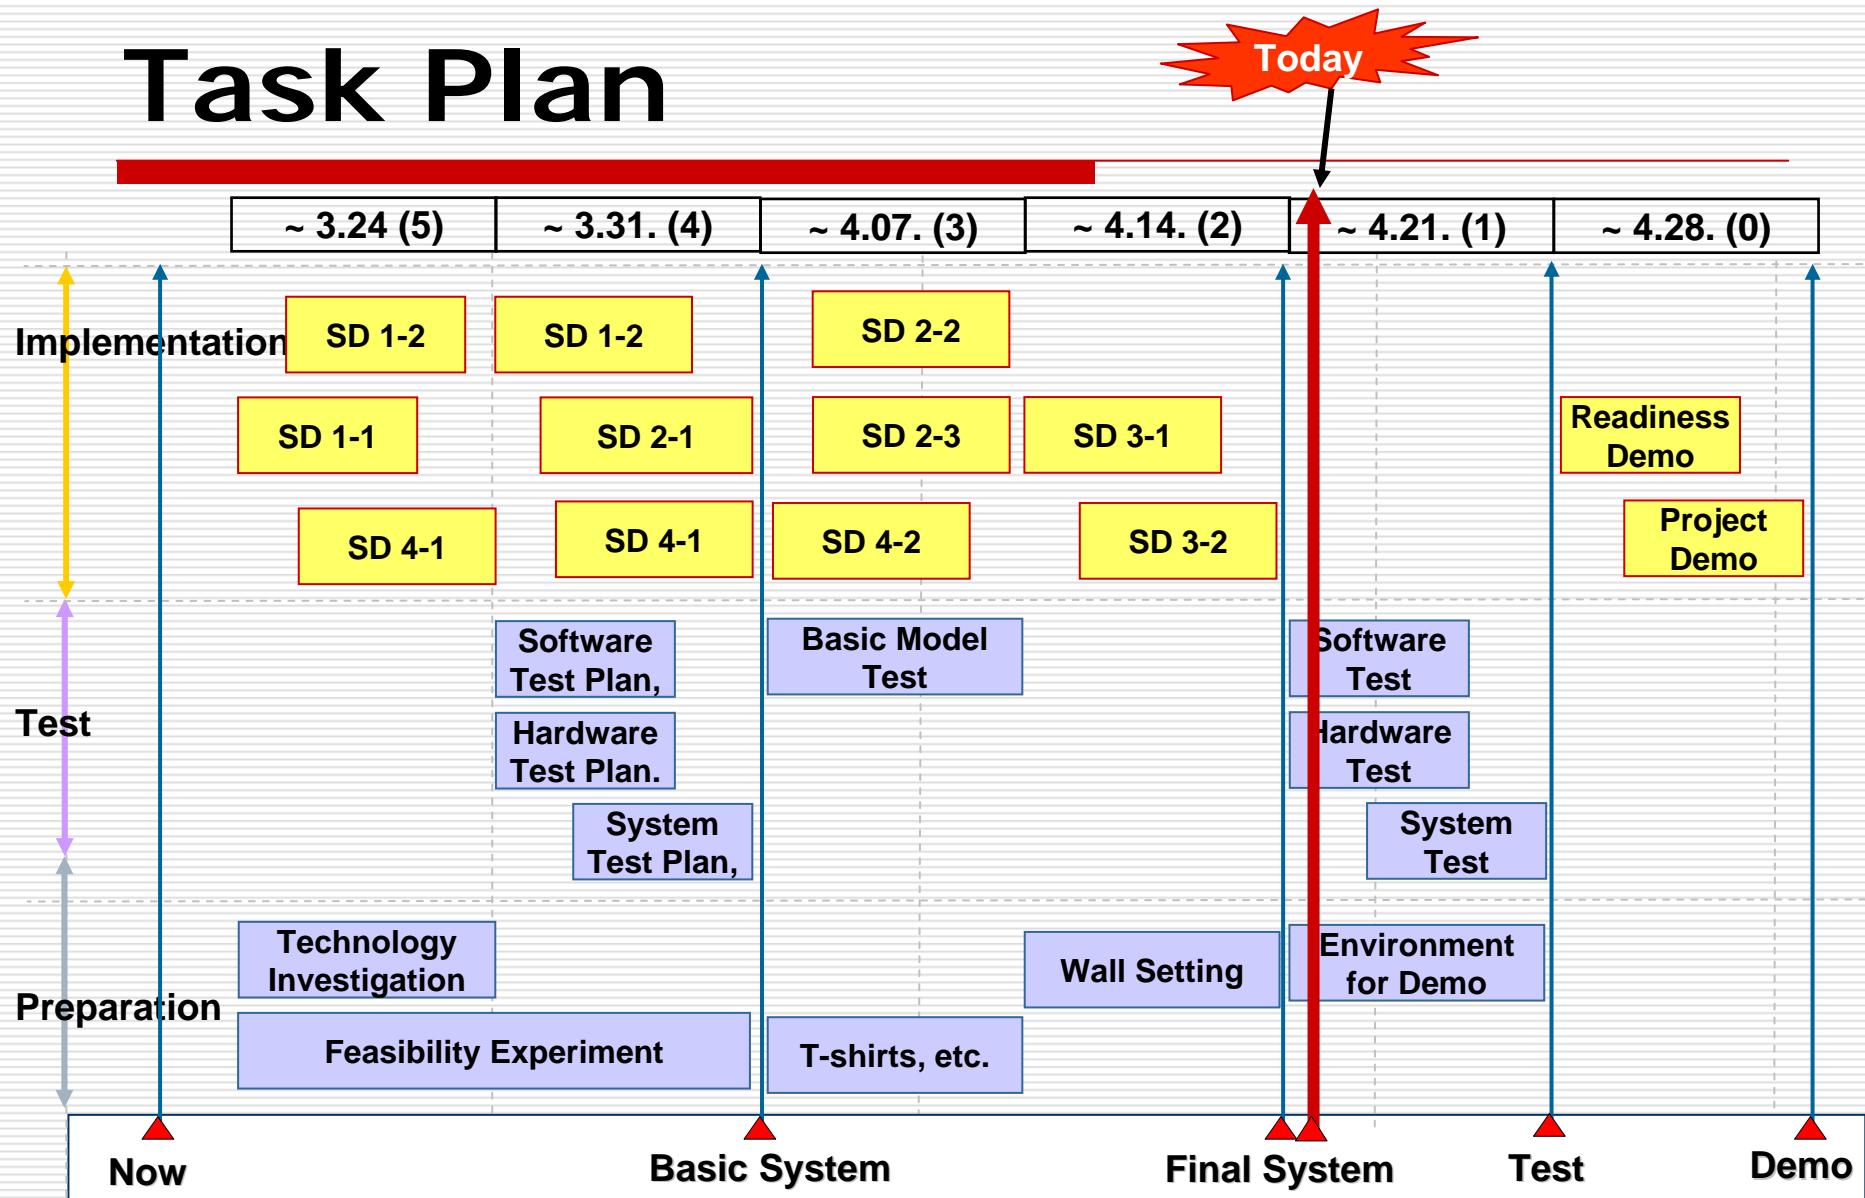 Today
Task Plan
~ 3.24 (5)
~ 3.31. (4)
~ 4.07. (3)
~ 4.14. (2)
~ 4.21. (1)
~ 4.28. (0)
Implementation
SD 1-2
SD 1-2
SD 2-2
SD 1-1
SD 2-1
SD 2-3
SD 3-1
Readiness
Demo
SD 4-1
SD 4-1
SD 4-2
SD 3-2
Project
Demo
Test
Software
Test Plan,
Basic Model
Test
Software
Test
Hardware
Test Plan.
Hardware
Test
System
Test Plan,
System
Test
Preparation
Technology
Investigation
Wall Setting
Environment
for Demo
Feasibility Experiment
T-shirts, etc.
Now
Basic System
Final System
Test
Demo